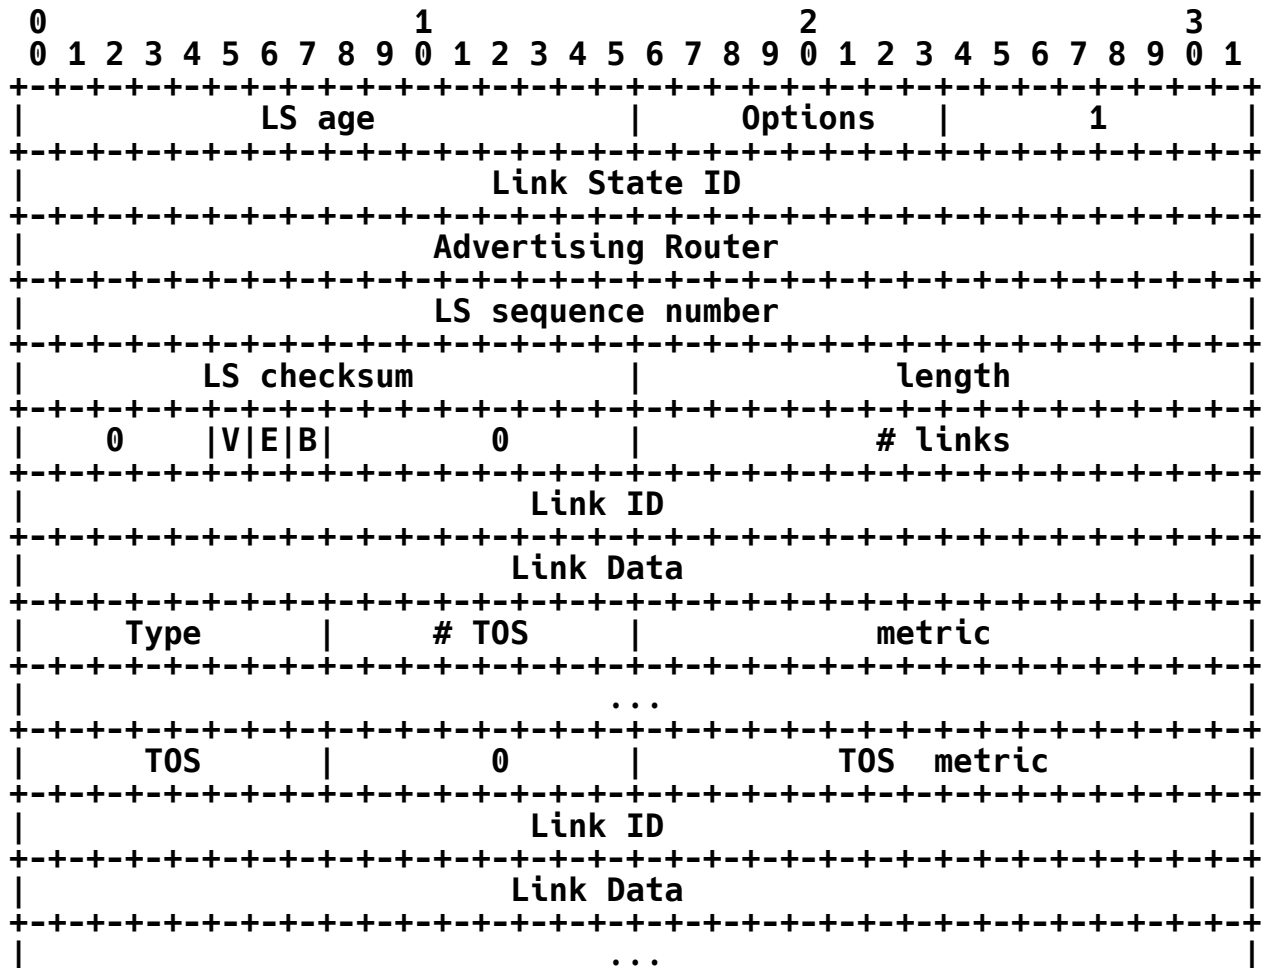 0                   1                   2                   3
 0 1 2 3 4 5 6 7 8 9 0 1 2 3 4 5 6 7 8 9 0 1 2 3 4 5 6 7 8 9 0 1
+-+-+-+-+-+-+-+-+-+-+-+-+-+-+-+-+-+-+-+-+-+-+-+-+-+-+-+-+-+-+-+-+
|            LS age             |     Options   |       1       |
+-+-+-+-+-+-+-+-+-+-+-+-+-+-+-+-+-+-+-+-+-+-+-+-+-+-+-+-+-+-+-+-+
|                        Link State ID                          |
+-+-+-+-+-+-+-+-+-+-+-+-+-+-+-+-+-+-+-+-+-+-+-+-+-+-+-+-+-+-+-+-+
|                     Advertising Router                        |
+-+-+-+-+-+-+-+-+-+-+-+-+-+-+-+-+-+-+-+-+-+-+-+-+-+-+-+-+-+-+-+-+
|                     LS sequence number                        |
+-+-+-+-+-+-+-+-+-+-+-+-+-+-+-+-+-+-+-+-+-+-+-+-+-+-+-+-+-+-+-+-+
|         LS checksum           |             length            |
+-+-+-+-+-+-+-+-+-+-+-+-+-+-+-+-+-+-+-+-+-+-+-+-+-+-+-+-+-+-+-+-+
|    0    |V|E|B|        0      |            # links            |
+-+-+-+-+-+-+-+-+-+-+-+-+-+-+-+-+-+-+-+-+-+-+-+-+-+-+-+-+-+-+-+-+
|                          Link ID                              |
+-+-+-+-+-+-+-+-+-+-+-+-+-+-+-+-+-+-+-+-+-+-+-+-+-+-+-+-+-+-+-+-+
|                         Link Data                             |
+-+-+-+-+-+-+-+-+-+-+-+-+-+-+-+-+-+-+-+-+-+-+-+-+-+-+-+-+-+-+-+-+
|     Type      |     # TOS     |            metric             |
+-+-+-+-+-+-+-+-+-+-+-+-+-+-+-+-+-+-+-+-+-+-+-+-+-+-+-+-+-+-+-+-+
|                              ...                              |
+-+-+-+-+-+-+-+-+-+-+-+-+-+-+-+-+-+-+-+-+-+-+-+-+-+-+-+-+-+-+-+-+
|      TOS      |        0      |          TOS  metric          |
+-+-+-+-+-+-+-+-+-+-+-+-+-+-+-+-+-+-+-+-+-+-+-+-+-+-+-+-+-+-+-+-+
|                          Link ID                              |
+-+-+-+-+-+-+-+-+-+-+-+-+-+-+-+-+-+-+-+-+-+-+-+-+-+-+-+-+-+-+-+-+
|                         Link Data                             |
+-+-+-+-+-+-+-+-+-+-+-+-+-+-+-+-+-+-+-+-+-+-+-+-+-+-+-+-+-+-+-+-+
|                              ...                              |